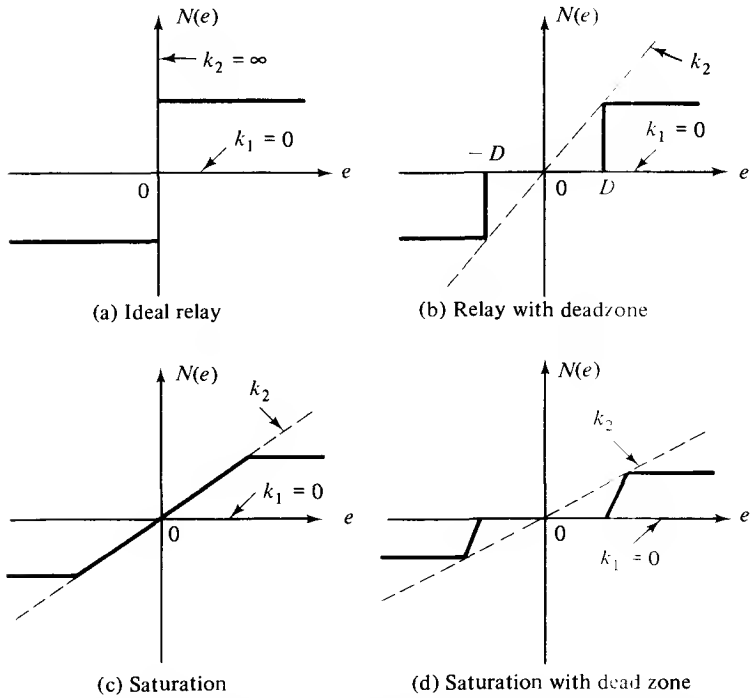 N(e)
k₂ = ∞
k₁ = 0
0
e
(a) Ideal relay
N(e)
k₂
k₁ = 0
− D
0
D
e
(b) Relay with deadzone
N(e)
k₂
k₁ = 0
0
e
(c) Saturation
N(e)
k₂
0
e
k₁ = 0
(d) Saturation with dead zone